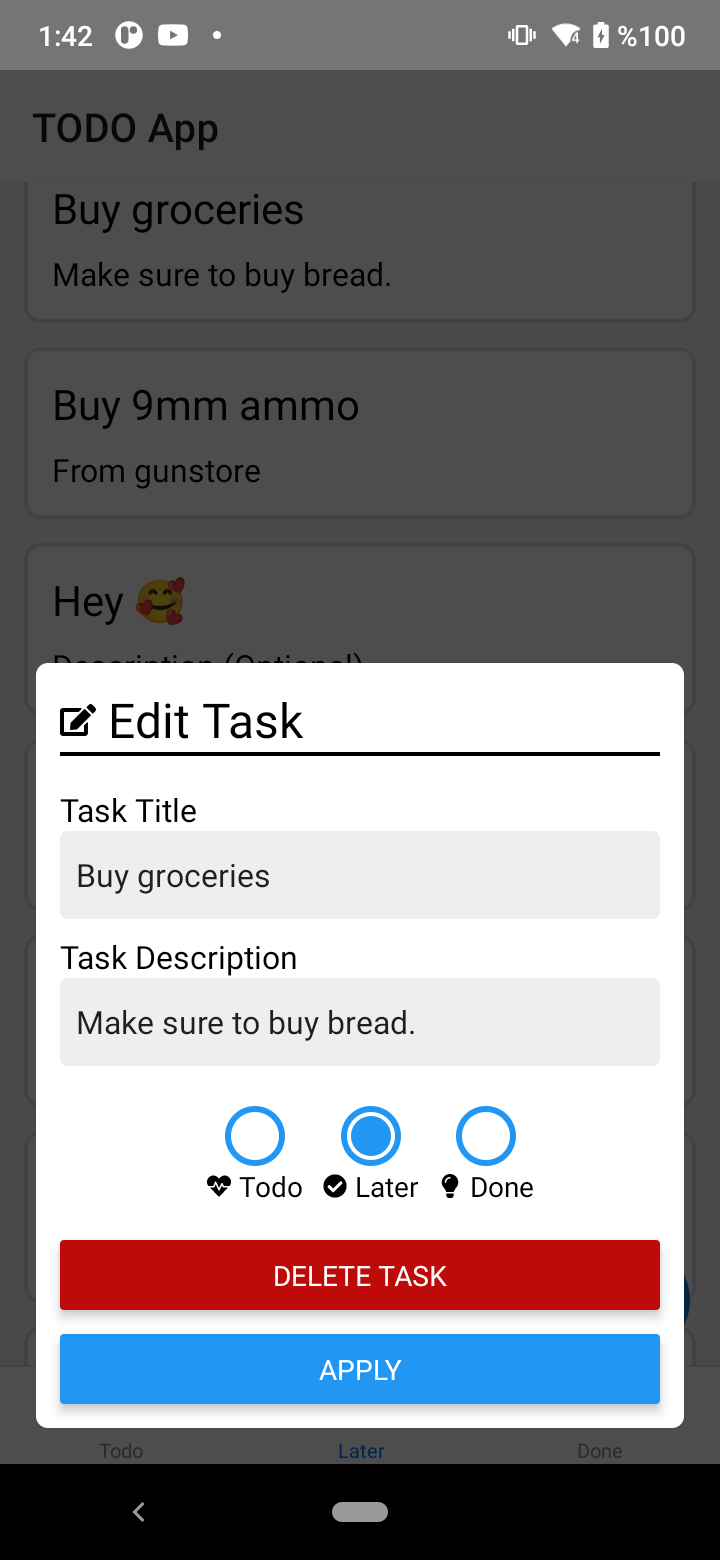 1:42 %100
TODO App
Buy groceries
Make sure to buy bread.
Buy 9mm ammo
From gunstore
Hey 🥰
Description (Optional)
Edit Task
Task Title
Buy groceries
Task Description
Make sure to buy bread.
Todo Later Done
DELETE TASK
APPLY
Todo Later Done